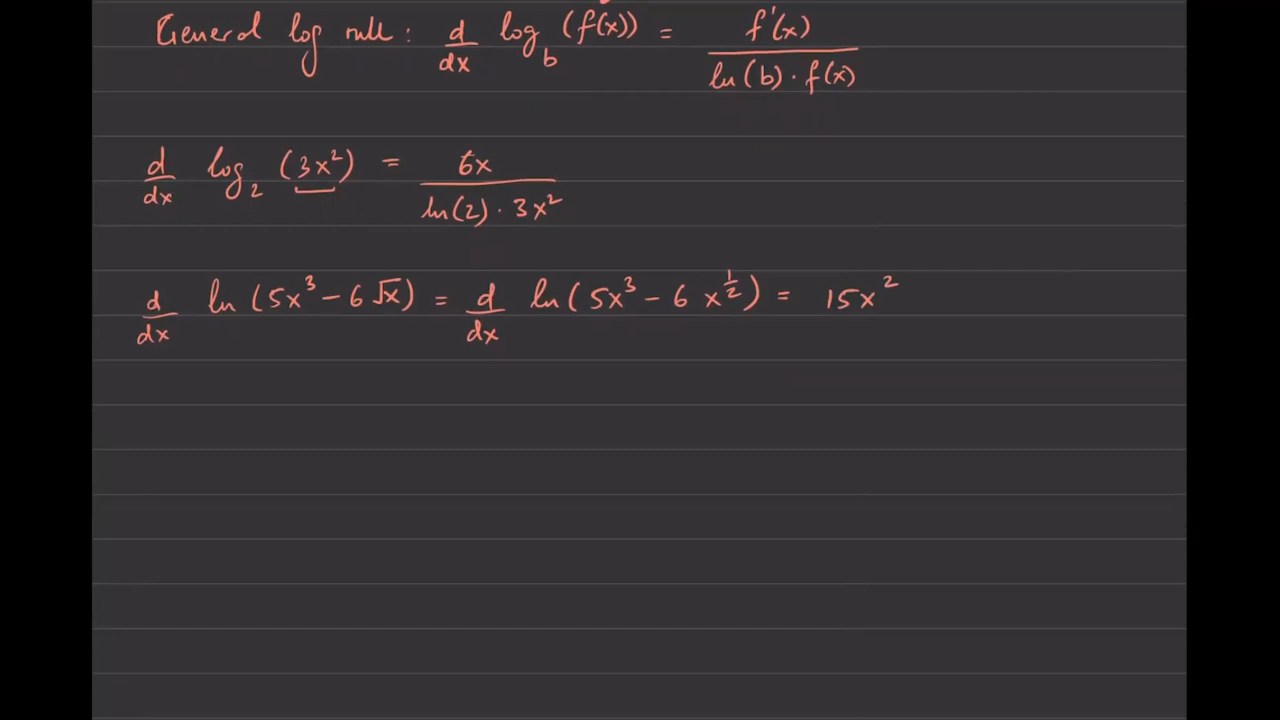 General log rule: d/dx log_b (f(x)) = f'(x) / (ln(b) · f(x))
d/dx log_2 (3x²) = 6x / (ln(2) · 3x²)
d/dx ln(5x³ − 6√x) = d/dx ln(5x³ − 6x^(1/2)) = 15x²